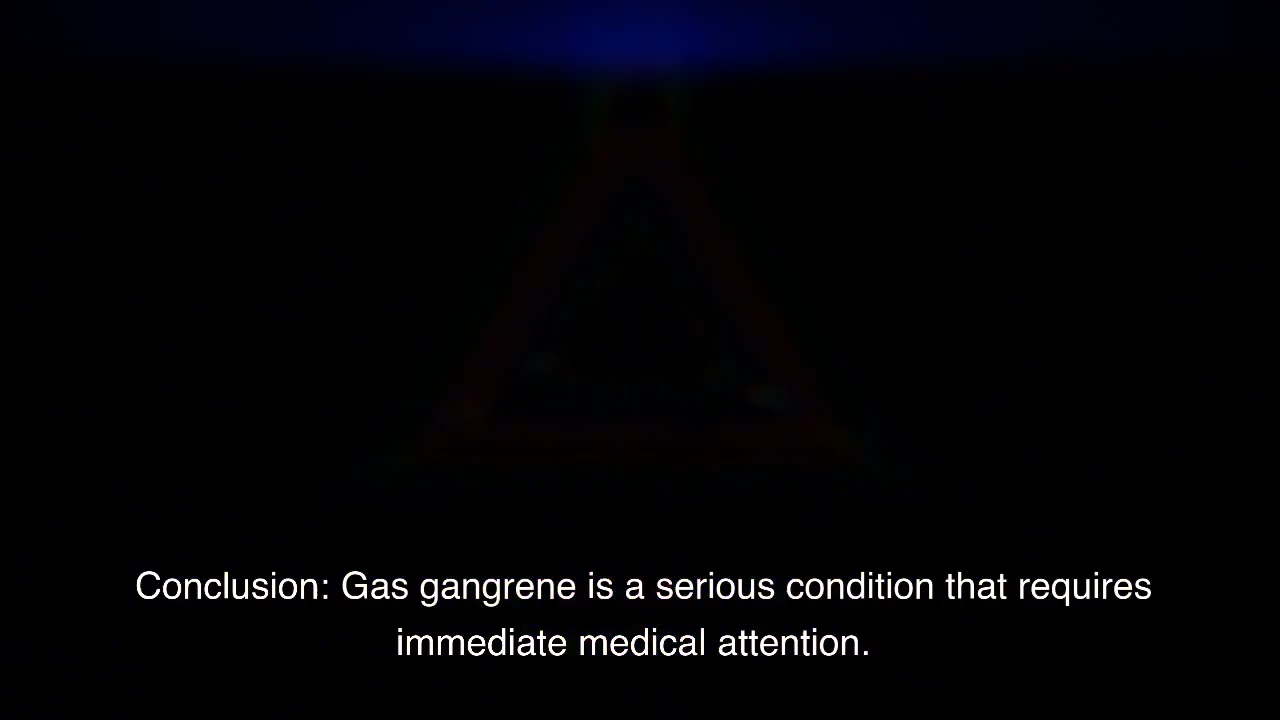 Conclusion: Gas gangrene is a serious condition that requires
immediate medical attention.